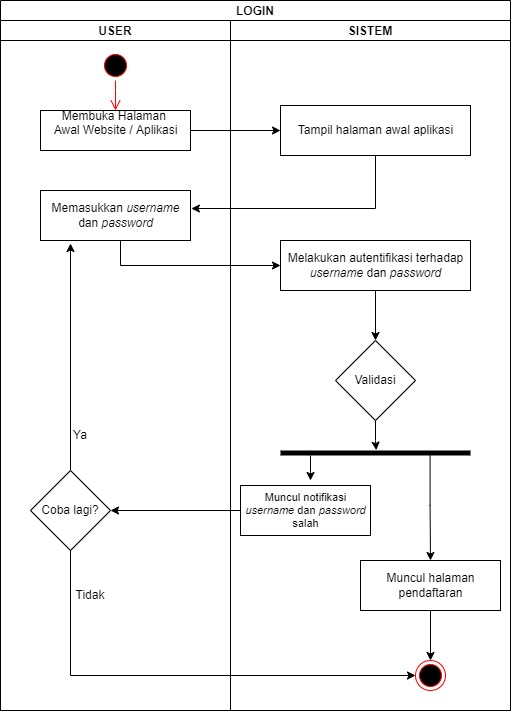 LOGIN
USER
SISTEM
Membuka Halaman
Awal Website / Aplikasi
Tampil halaman awal aplikasi
Memasukkan username
dan password
Melakukan autentifikasi terhadap
username dan password
Validasi
Ya
Muncul notifikasi
username dan password
salah
Coba lagi?
Muncul halaman
pendaftaran
Tidak